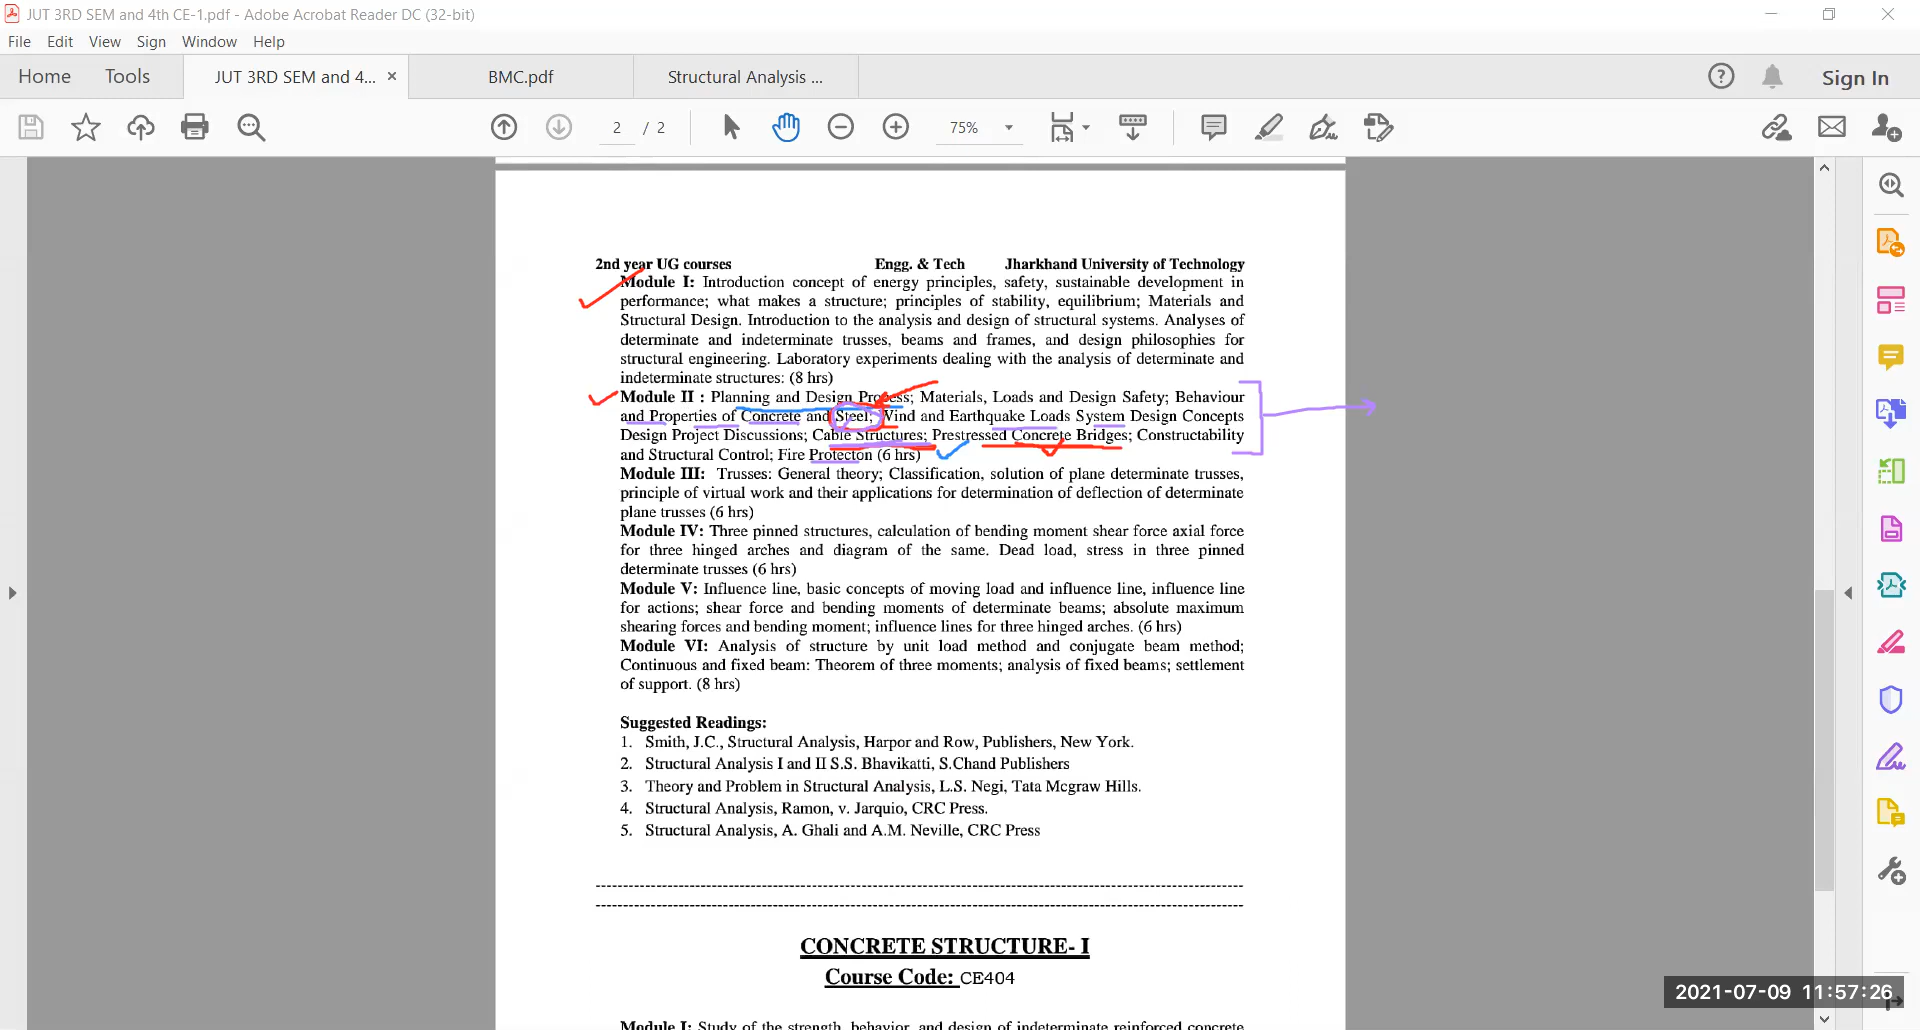 JUT 3RD SEM and 4th CE-1.pdf - Adobe Acrobat Reader DC (32-bit)
File Edit View Sign Window Help
Home Tools JUT 3RD SEM and 4... × BMC.pdf Structural Analysis ... Sign In
2 / 2 75%
2nd year UG courses Engg. & Tech Jharkhand University of Technology
Module I: Introduction concept of energy principles, safety, sustainable development in
performance; what makes a structure; principles of stability, equilibrium; Materials and
Structural Design. Introduction to the analysis and design of structural systems. Analyses of
determinate and indeterminate trusses, beams and frames, and design philosophies for
structural engineering. Laboratory experiments dealing with the analysis of determinate and
indeterminate structures: (8 hrs)
Module II : Planning and Design Process; Materials, Loads and Design Safety; Behaviour
and Properties of Concrete and Steel; Wind and Earthquake Loads System Design Concepts
Design Project Discussions; Cable Structures; Prestressed Concrete Bridges; Constructability
and Structural Control; Fire Protecton (6 hrs)
Module III: Trusses: General theory; Classification, solution of plane determinate trusses,
principle of virtual work and their applications for determination of deflection of determinate
plane trusses (6 hrs)
Module IV: Three pinned structures, calculation of bending moment shear force axial force
for three hinged arches and diagram of the same. Dead load, stress in three pinned
determinate trusses (6 hrs)
Module V: Influence line, basic concepts of moving load and influence line, influence line
for actions; shear force and bending moments of determinate beams; absolute maximum
shearing forces and bending moment; influence lines for three hinged arches. (6 hrs)
Module VI: Analysis of structure by unit load method and conjugate beam method;
Continuous and fixed beam: Theorem of three moments; analysis of fixed beams; settlement
of support. (8 hrs)
Suggested Readings:
1. Smith, J.C., Structural Analysis, Harpor and Row, Publishers, New York.
2. Structural Analysis I and II S.S. Bhavikatti, S.Chand Publishers
3. Theory and Problem in Structural Analysis, L.S. Negi, Tata Mcgraw Hills.
4. Structural Analysis, Ramon, v. Jarquio, CRC Press.
5. Structural Analysis, A. Ghali and A.M. Neville, CRC Press
CONCRETE STRUCTURE- I
Course Code: CE404
2021-07-09 11:57:26
Module I: Study of the strength, behavior, and design of indeterminate reinforced concrete